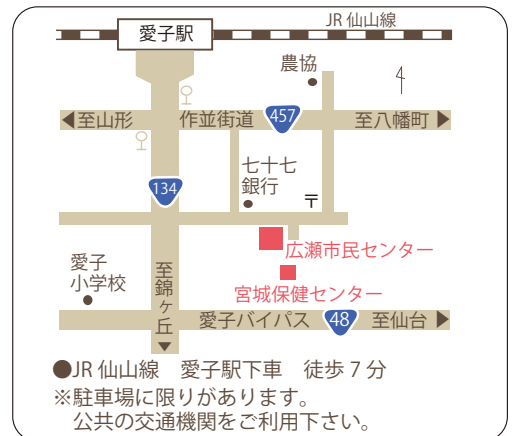 JR 仙山線
愛子駅
農協
◀至山形
作並街道
457
至八幡町▶
七十七
銀行
134
〒
広瀬市民センター
愛子
小学校
至錦ヶ丘▼
宮城保健センター
愛子バイパス
48
至仙台▶
●JR 仙山線　愛子駅下車　徒歩 7 分
※駐車場に限りがあります。
公共の交通機関をご利用下さい。